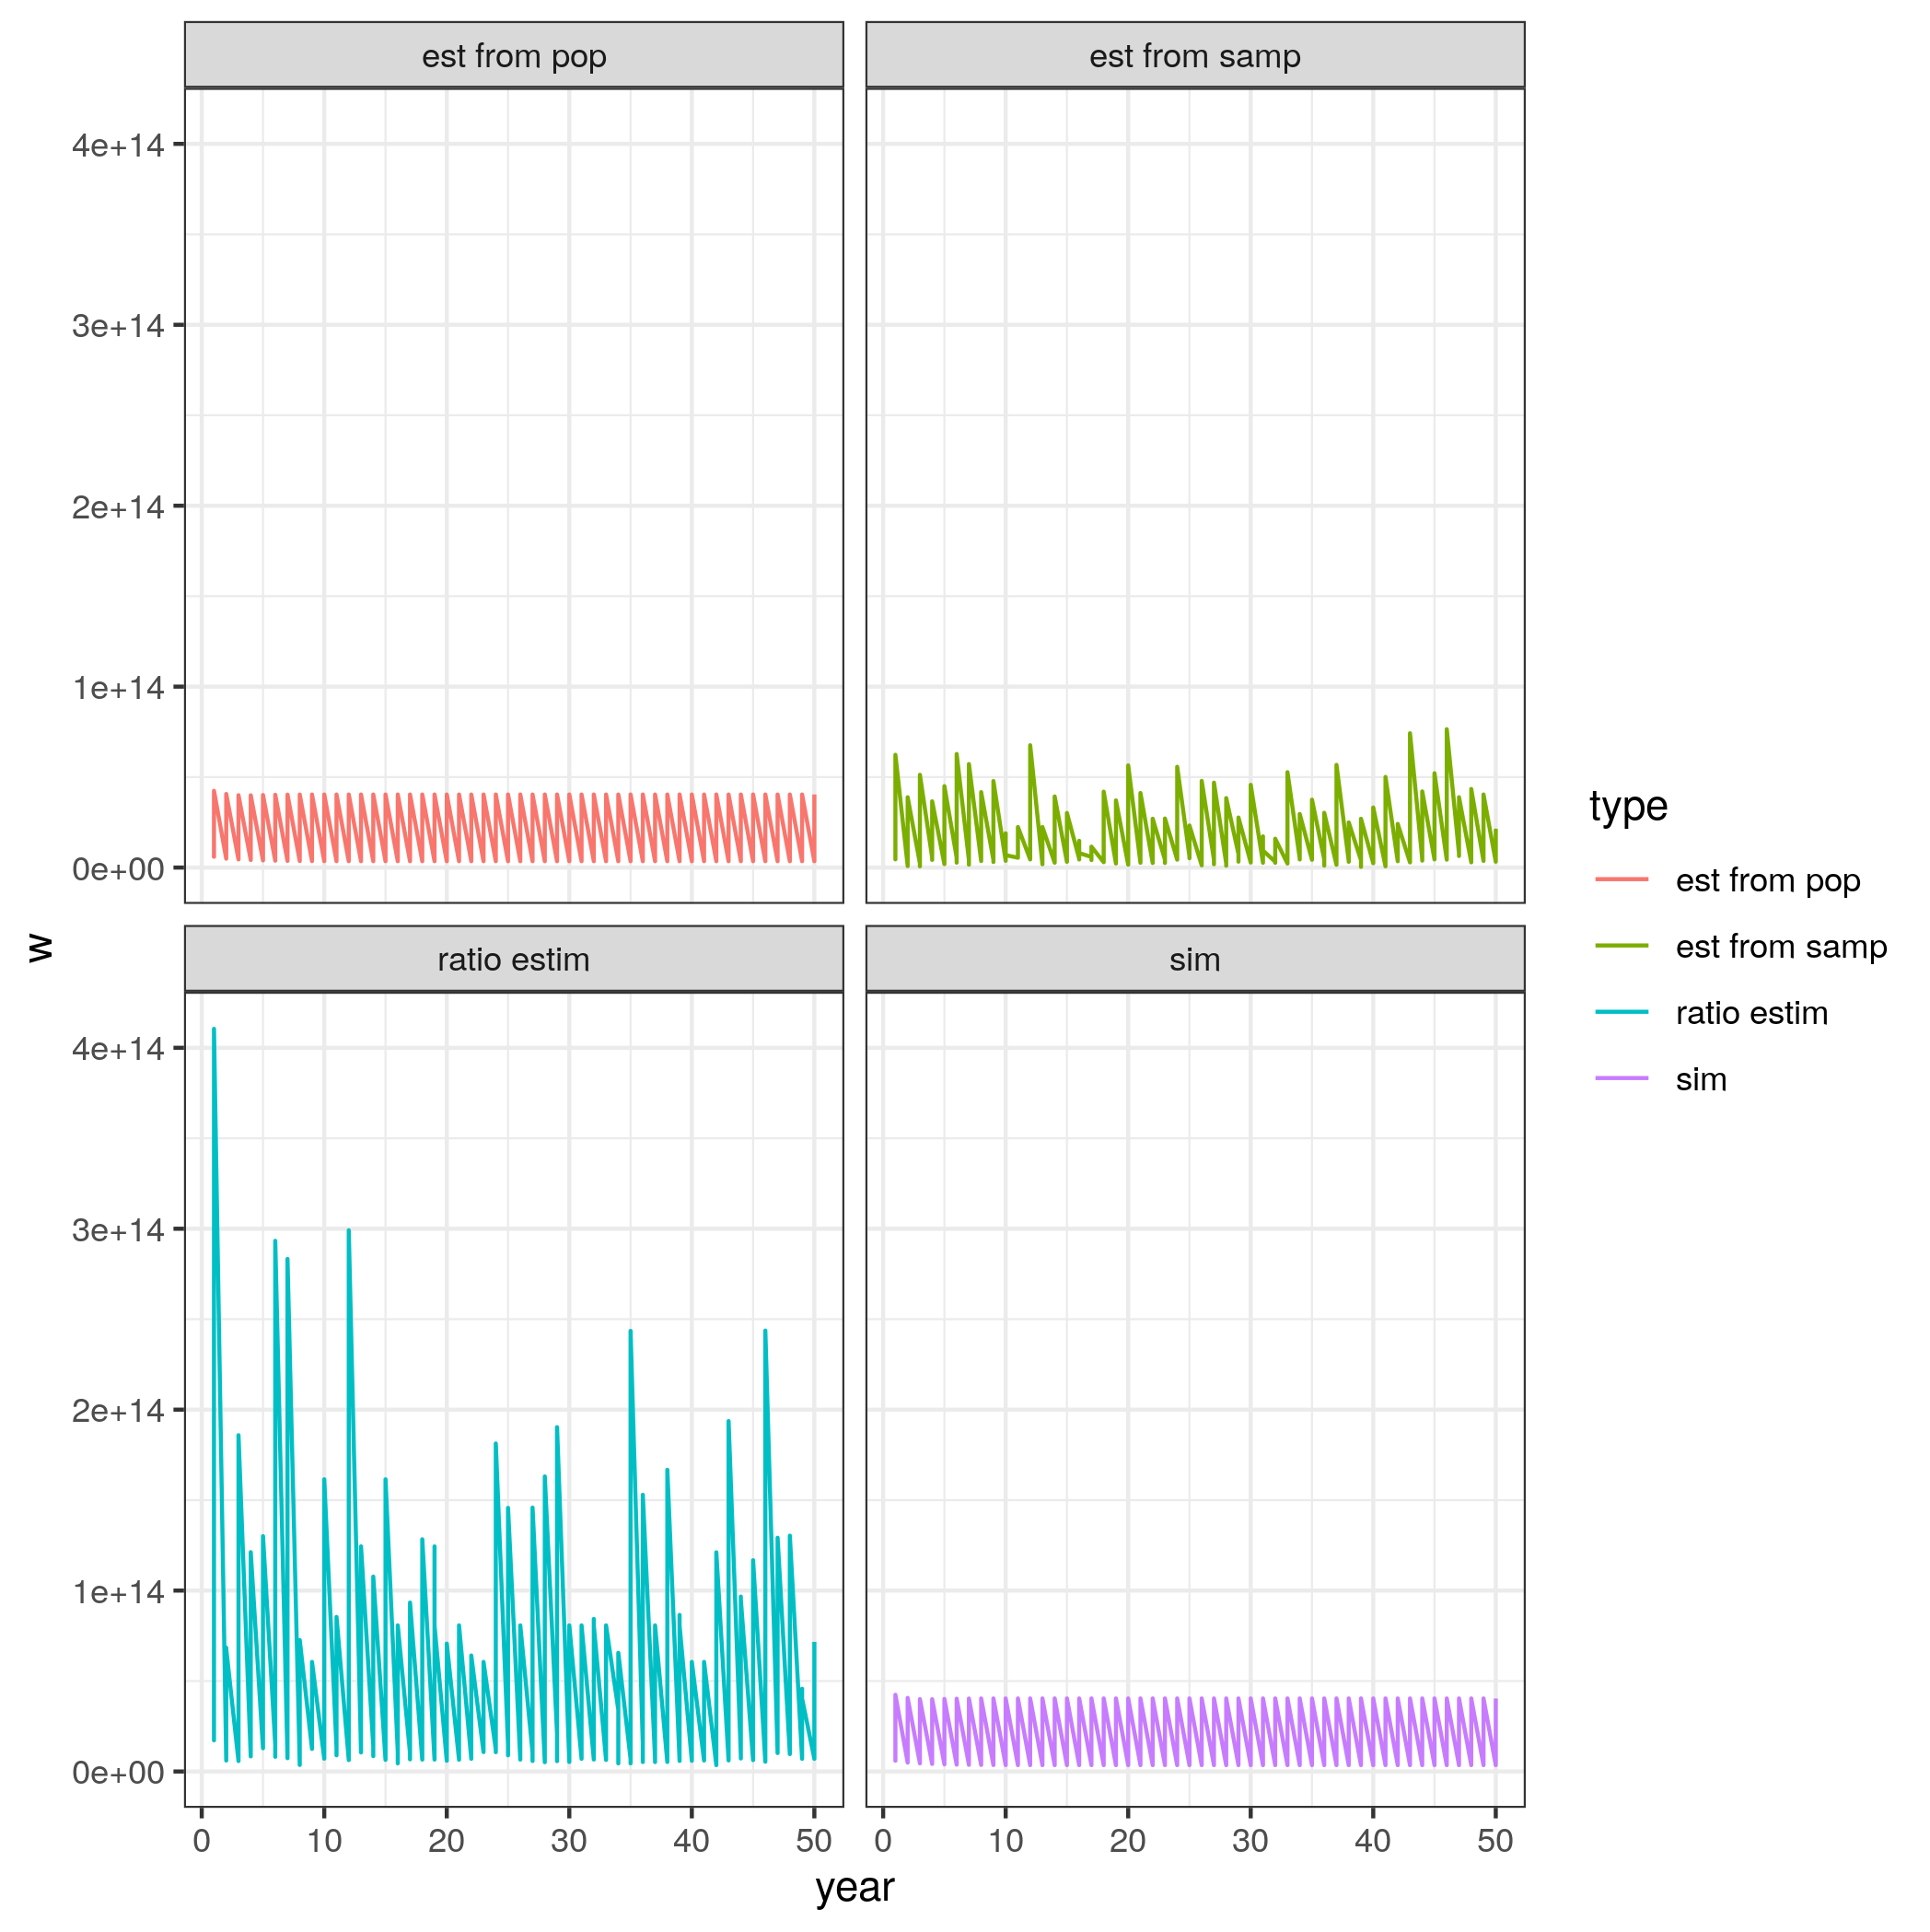 est from pop
est from samp
4e+14
3e+14
2e+14
1e+14
0e+00
w
ratio estim
sim
4e+14
3e+14
2e+14
1e+14
0e+00
0 10 20 30 40 50
0 10 20 30 40 50
year
type
est from pop
est from samp
ratio estim
sim